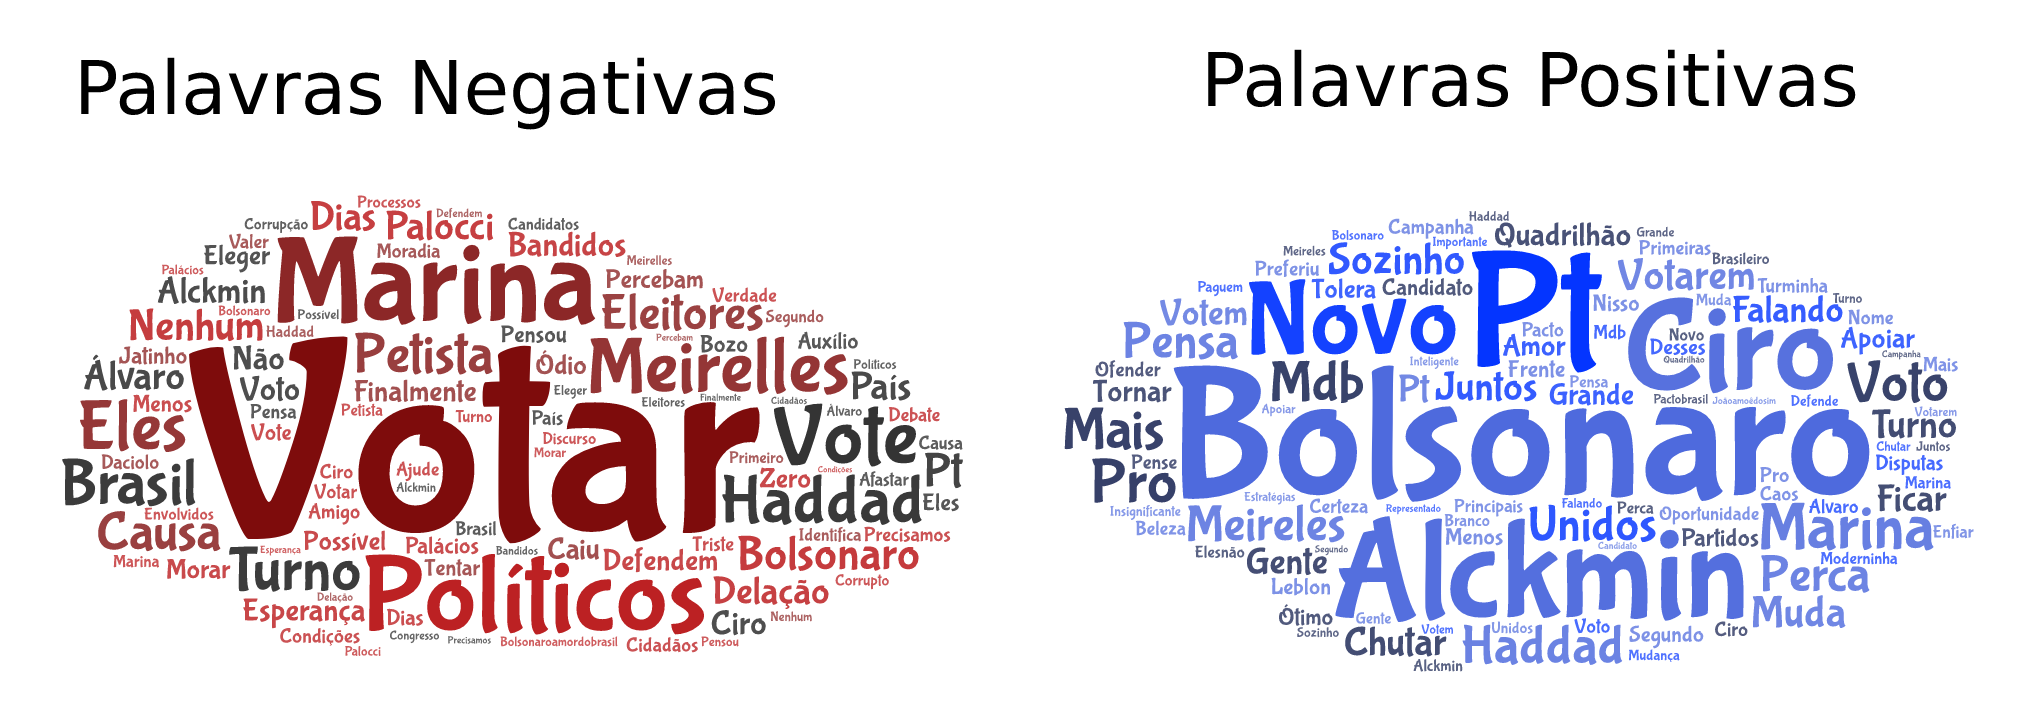 Palavras Negativas
Processos
Dias
Palocci
Defendem
Corrupção
Candidatos
Valer
Eleger
Marina
Moradia
Bandidos
Meirelles
Palácios
Percebam
Alckmin
Bolsonaro
Possível
Eleitores
Verdade
Segundo
Nenhum
Haddad
Pensou
Percebam
Bozo
Auxílio
Jatinho
Não
Petista
Ódio
Meirelles
Políticos
Álvaro
Voto
Finalmente
Eleger
País
Eleitores
Finalmente
Cidadãos
Menos
Pensa
Petista
Turno
País
Vote
Álvaro
Debate
Eles
Vote
Votar
Discurso
Morar
Causa
Daciolo
Ciro
Ajude
Primeiro
Zero
Condições
Pt
Brasil
Votar
Alckmin
Afastar
Haddad
Eles
Envolvidos
Amigo
Causa
Brasil
Identifica
Precisamos
Possível
Palácios
Bandidos
Caiu
Triste
Marina
Esperança
Defendem
Bolsonaro
Morar
Turno
Tentar
Corrupto
Delação
Políticos
Delação
Esperança
Dias
Ciro
Nenhum
Condições
Congresso
Precisamos
Bolsonaroamordobrasil
Cidadãos
Pensou
Palocci
Palavras Positivas
Haddad
Campanha
Bolsonaro
Importante
Quadrilhão
Grande
Meireles
Sozinho
Primeiras
Preferiu
Brasileiro
Pt
Votarem
Paguem
Tolera
Candidato
Turminha
Novo
Nisso
Muda
Falando
Turno
Votem
Nome
Pensa
Pacto
Mdb
Ciro
Novo
Apoiar
Amor
Desses
Campanha
Inteligente
Quadrilhão
Ofender
Frente
Mais
Tornar
Mdb
Pt
Juntos
Pensa
Grande
Voto
Bolsonaro
Apoiar
Pactobrasil
Joãoamoêdosim
Defende
Votarem
Mais
Turno
Chutar
Juntos
Pense
Disputas
Pro
Pro
Marina
Caos
Estratégias
Ficar
Insignificante
Certeza
Representado
Principais
Falando
Perca
Oportunidade
Alvaro
Beleza
Meireles
Branco
Unidos
Marina
Menos
Partidos
Enfiar
Elesnão
Segundo
Candidato
Gente
Alckmin
Moderninha
Leblon
Perca
Ótimo
Gente
Muda
Sozinho
Votem
Unidos
Voto
Segundo
Ciro
Chutar
Haddad
Mudança
Alckmin